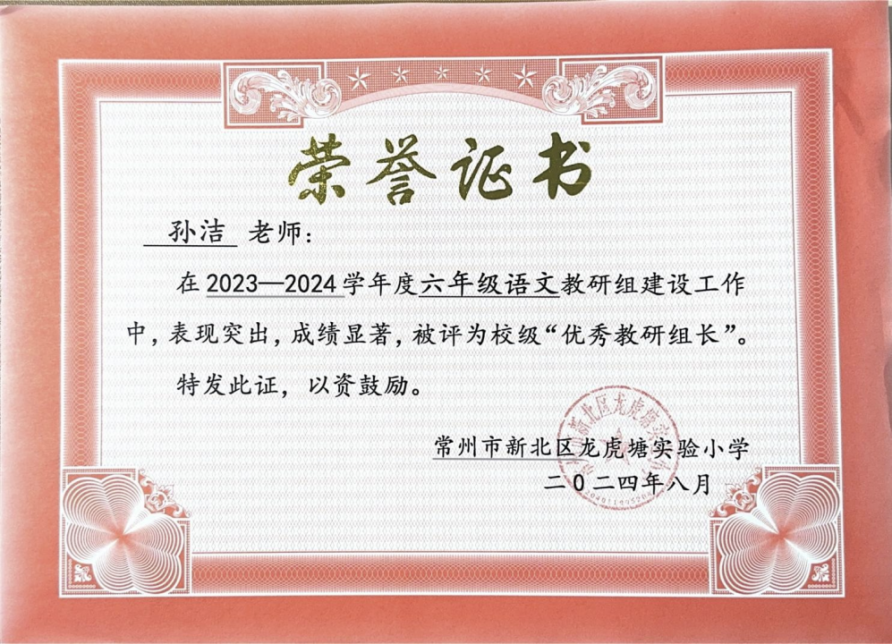 荣誉证书
孙洁 老师：
在2023—2024学年度六年级语文教研组建设工作
中，表现突出，成绩显著，被评为校级“优秀教研组长”。
特发此证，以资鼓励。
常州市新北区龙虎塘实验小学
二0二四年八月